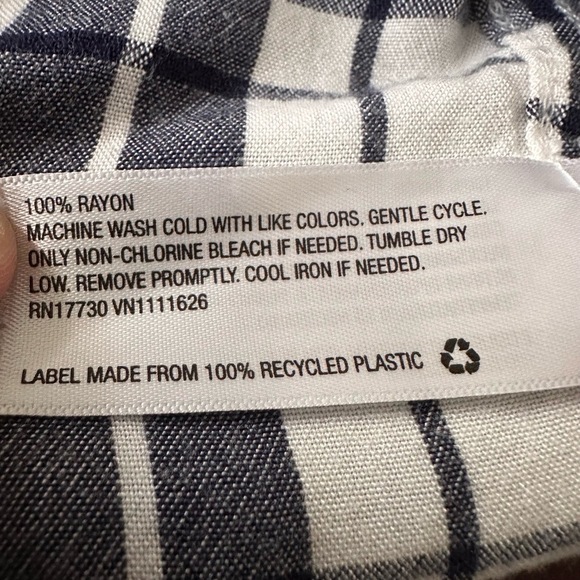 100% RAYON
MACHINE WASH COLD WITH LIKE COLORS. GENTLE CYCLE.
ONLY NON-CHLORINE BLEACH IF NEEDED. TUMBLE DRY
LOW. REMOVE PROMPTLY. COOL IRON IF NEEDED.
RN17730 VN1111626
LABEL MADE FROM 100% RECYCLED PLASTIC